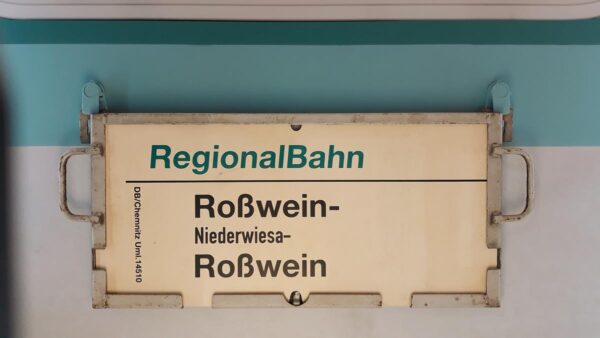 RegionalBahn
Roßwein-
Niederwiesa-
Roßwein
DB/Chemnitz Uml.14510